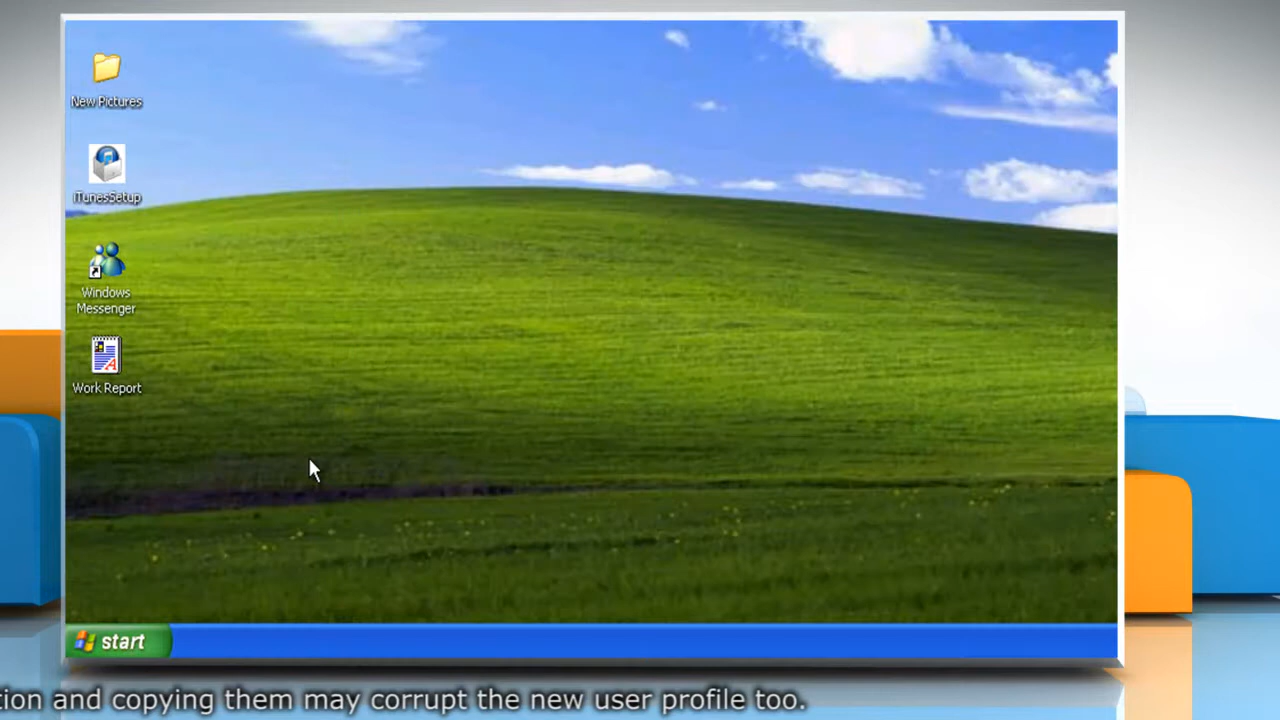 New Pictures
iTunesSetup
Windows
Messenger
Work Report
start
tion and copying them may corrupt the new user profile too.